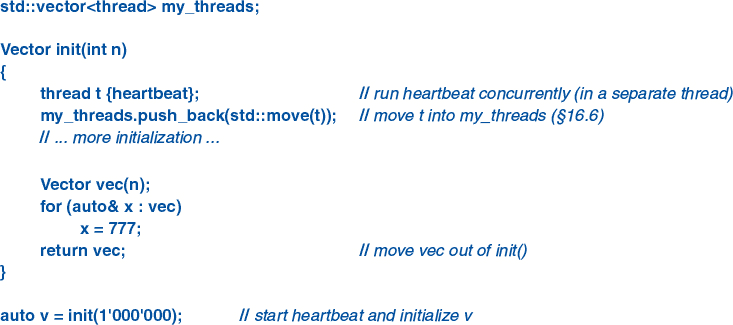 std::vector<thread> my_threads;
Vector init(int n)
{
thread t {heartbeat}; // run heartbeat concurrently (in a separate thread)
my_threads.push_back(std::move(t)); // move t into my_threads (§16.6)
// ... more initialization ...
Vector vec(n);
for (auto& x : vec)
x = 777;
return vec; // move vec out of init()
}
auto v = init(1'000'000); // start heartbeat and initialize v